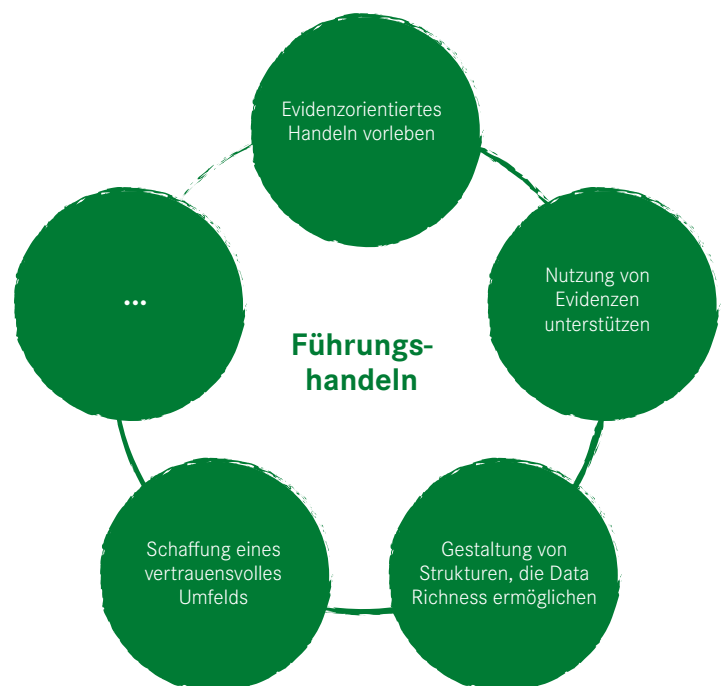 Evidenzorientiertes
Handeln vorleben
Nutzung von
Evidenzen
unterstützen
Gestaltung von
Strukturen, die Data
Richness ermöglichen
Schaffung eines
vertrauensvolles
Umfelds
...
Führungs-
handeln